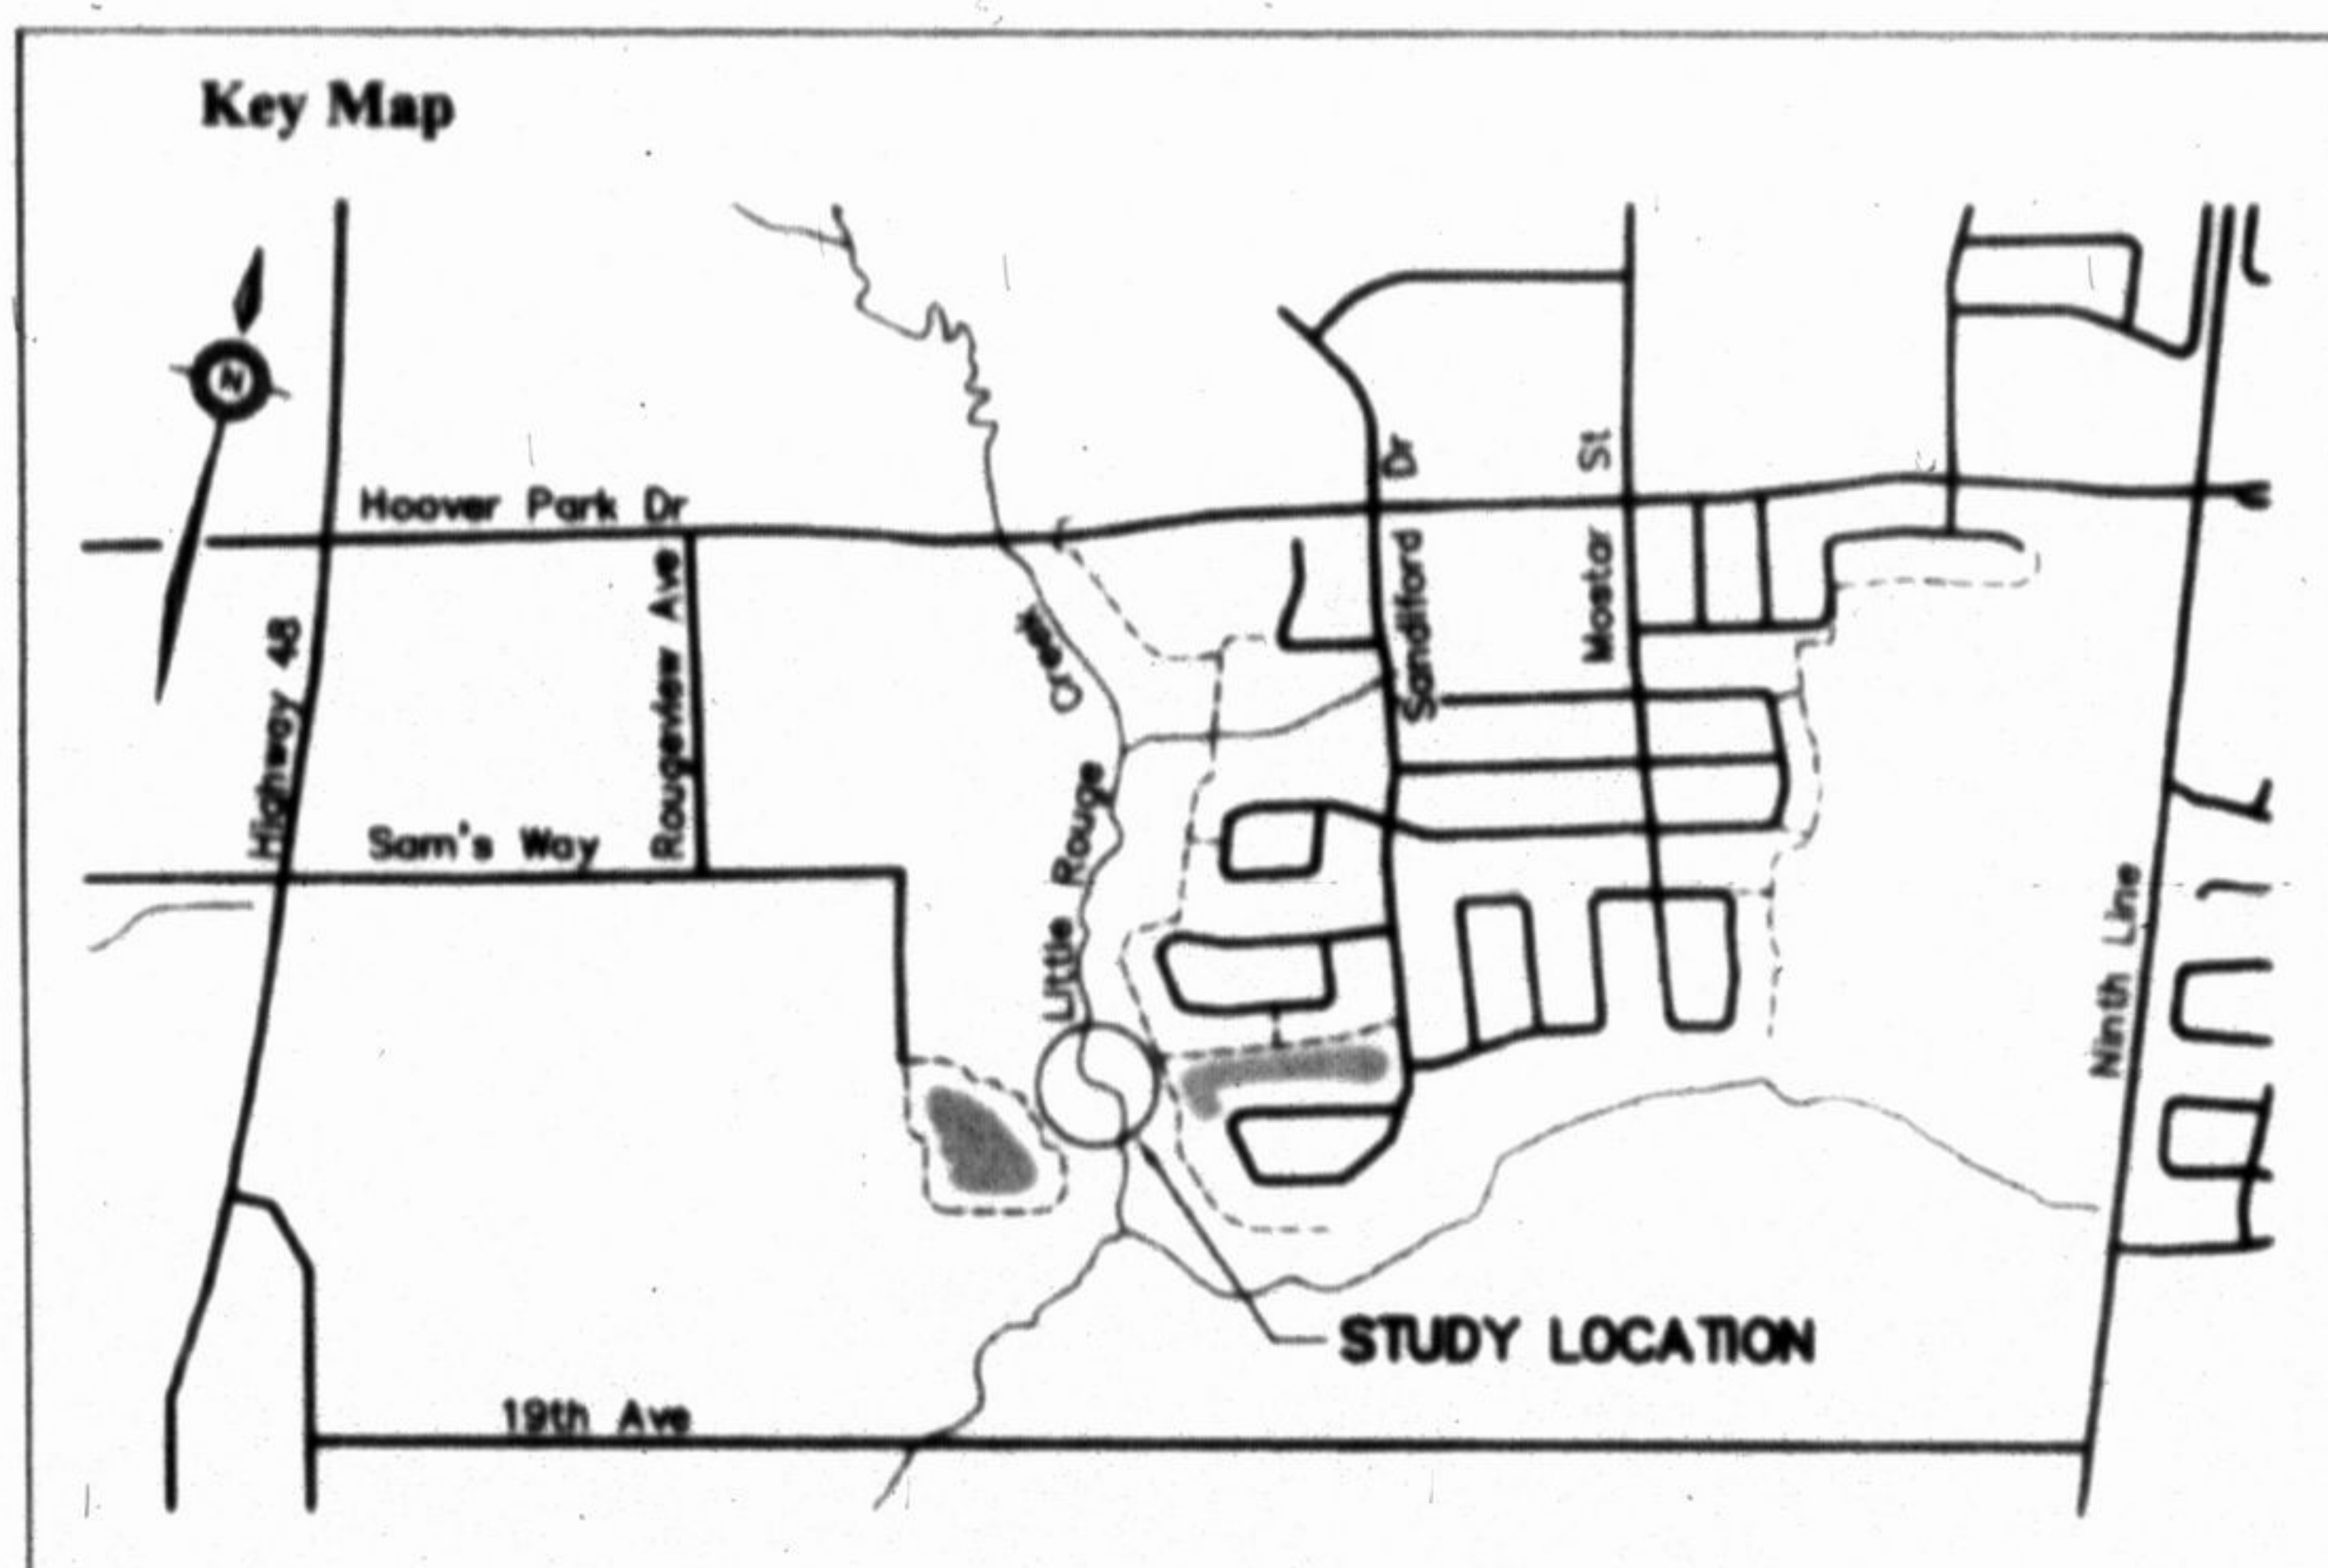 Key Map
N
Hoover Park Dr
Dr
St
Highway 48
Rougeview Ave
Creek
Sandiford
Mostar
Sam's Way
Little Rouge
Ninth Line
STUDY LOCATION
19th Ave